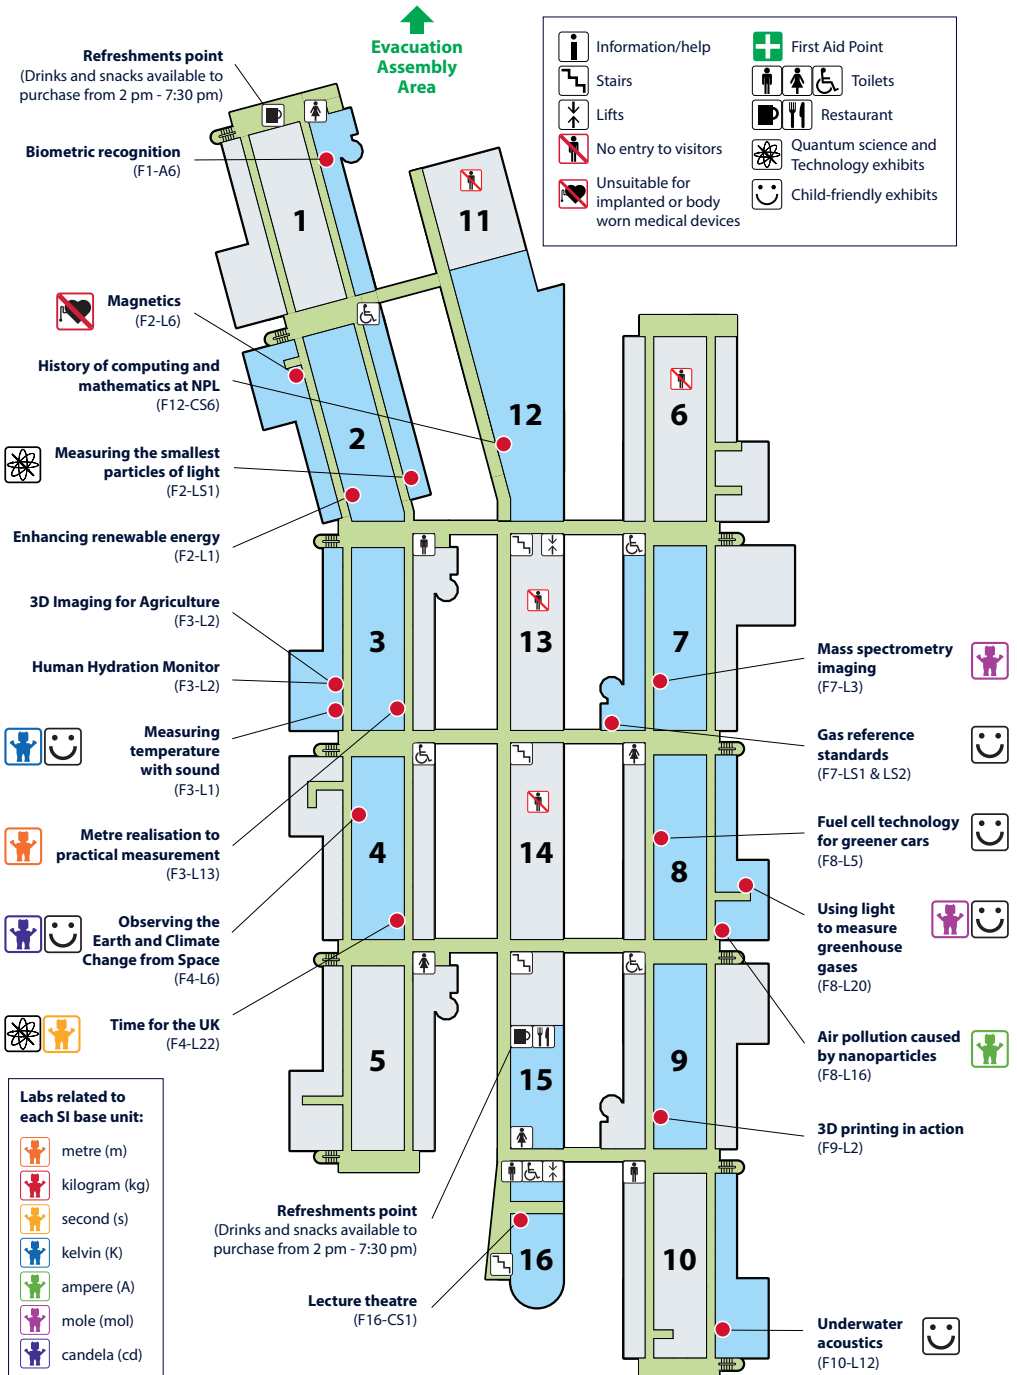 Evacuation
Assembly
Area
Information/help
Stairs
Lifts
No entry to visitors
Unsuitable for
implanted or body
worn medical devices
First Aid Point
Toilets
Restaurant
Quantum science and
Technology exhibits
Child-friendly exhibits
Refreshments point
(Drinks and snacks available to
purchase from 2 pm - 7:30 pm)
Biometric recognition
(F1-A6)
Magnetics
(F2-L6)
History of computing and
mathematics at NPL
(F12-CS6)
Measuring the smallest
particles of light
(F2-LS1)
Enhancing renewable energy
(F2-L1)
3D Imaging for Agriculture
(F3-L2)
Human Hydration Monitor
(F3-L2)
Measuring
temperature
with sound
(F3-L1)
Metre realisation to
practical measurement
(F3-L13)
Observing the
Earth and Climate
Change from Space
(F4-L6)
Time for the UK
(F4-L22)
1
11
2
12
6
3
13
7
4
14
8
5
15
9
16
10
Mass spectrometry
imaging
(F7-L3)
Gas reference
standards
(F7-LS1 & LS2)
Fuel cell technology
for greener cars
(F8-L5)
Using light
to measure
greenhouse
gases
(F8-L20)
Air pollution caused
by nanoparticles
(F8-L16)
3D printing in action
(F9-L2)
Underwater
acoustics
(F10-L12)
Refreshments point
(Drinks and snacks available to
purchase from 2 pm - 7:30 pm)
Lecture theatre
(F16-CS1)
Labs related to
each SI base unit:
metre (m)
kilogram (kg)
second (s)
kelvin (K)
ampere (A)
mole (mol)
candela (cd)